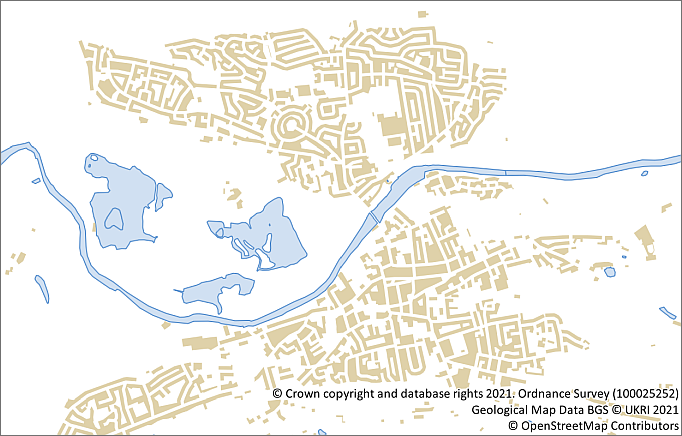 © Crown copyright and database rights 2021. Ordnance Survey (100025252)
Geological Map Data BGS © UKRI 2021
© OpenStreetMap Contributors